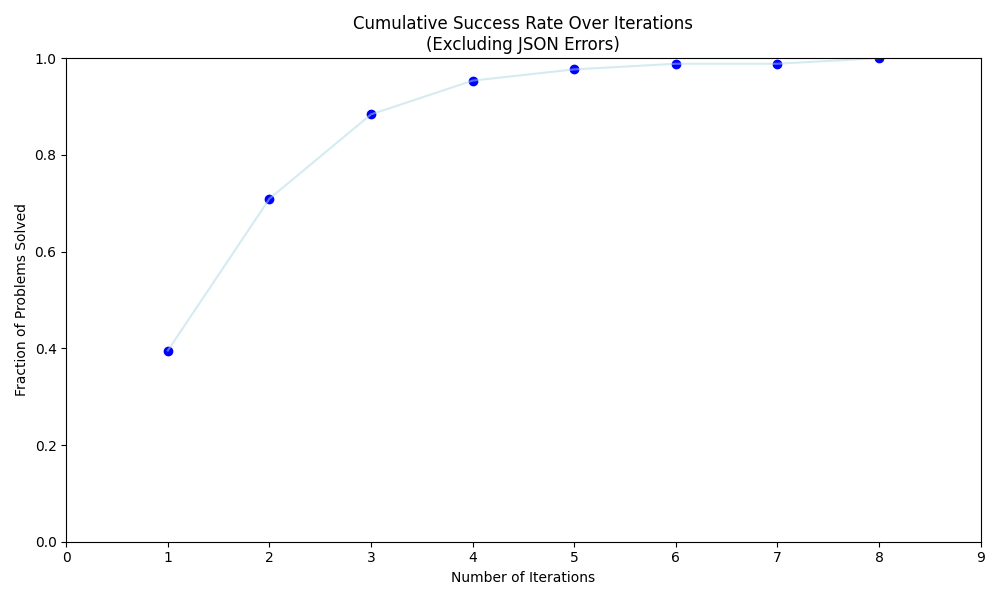 Cumulative Success Rate Over Iterations
(Excluding JSON Errors)
Fraction of Problems Solved
1.0
0.8
0.6
0.4
0.2
0.0
0 1 2 3 4 5 6 7 8 9
Number of Iterations